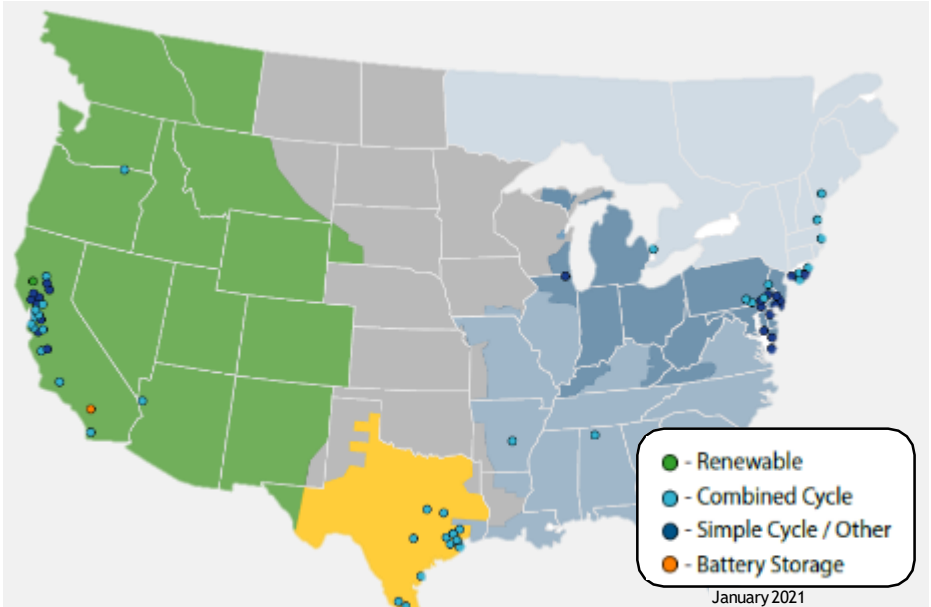 - Renewable
- Combined Cycle
- Simple Cycle / Other
- Battery Storage
January 2021